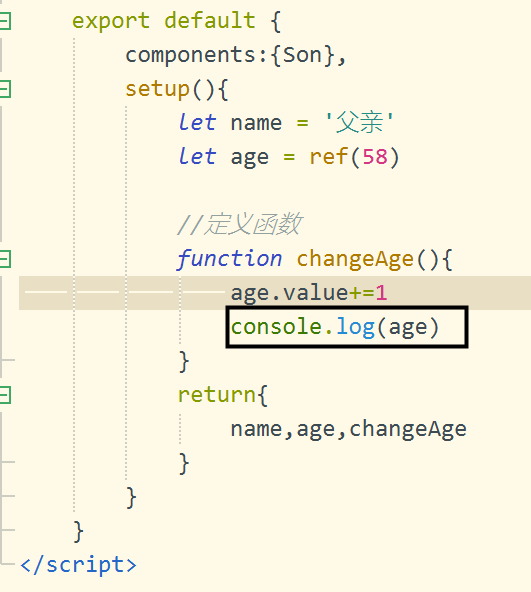 export default {
components:{Son},
setup(){
let name = '父亲'
let age = ref(58)
//定义函数
function changeAge(){
age.value+=1
console.log(age)
}
return{
name,age,changeAge
}
}
}
</script>